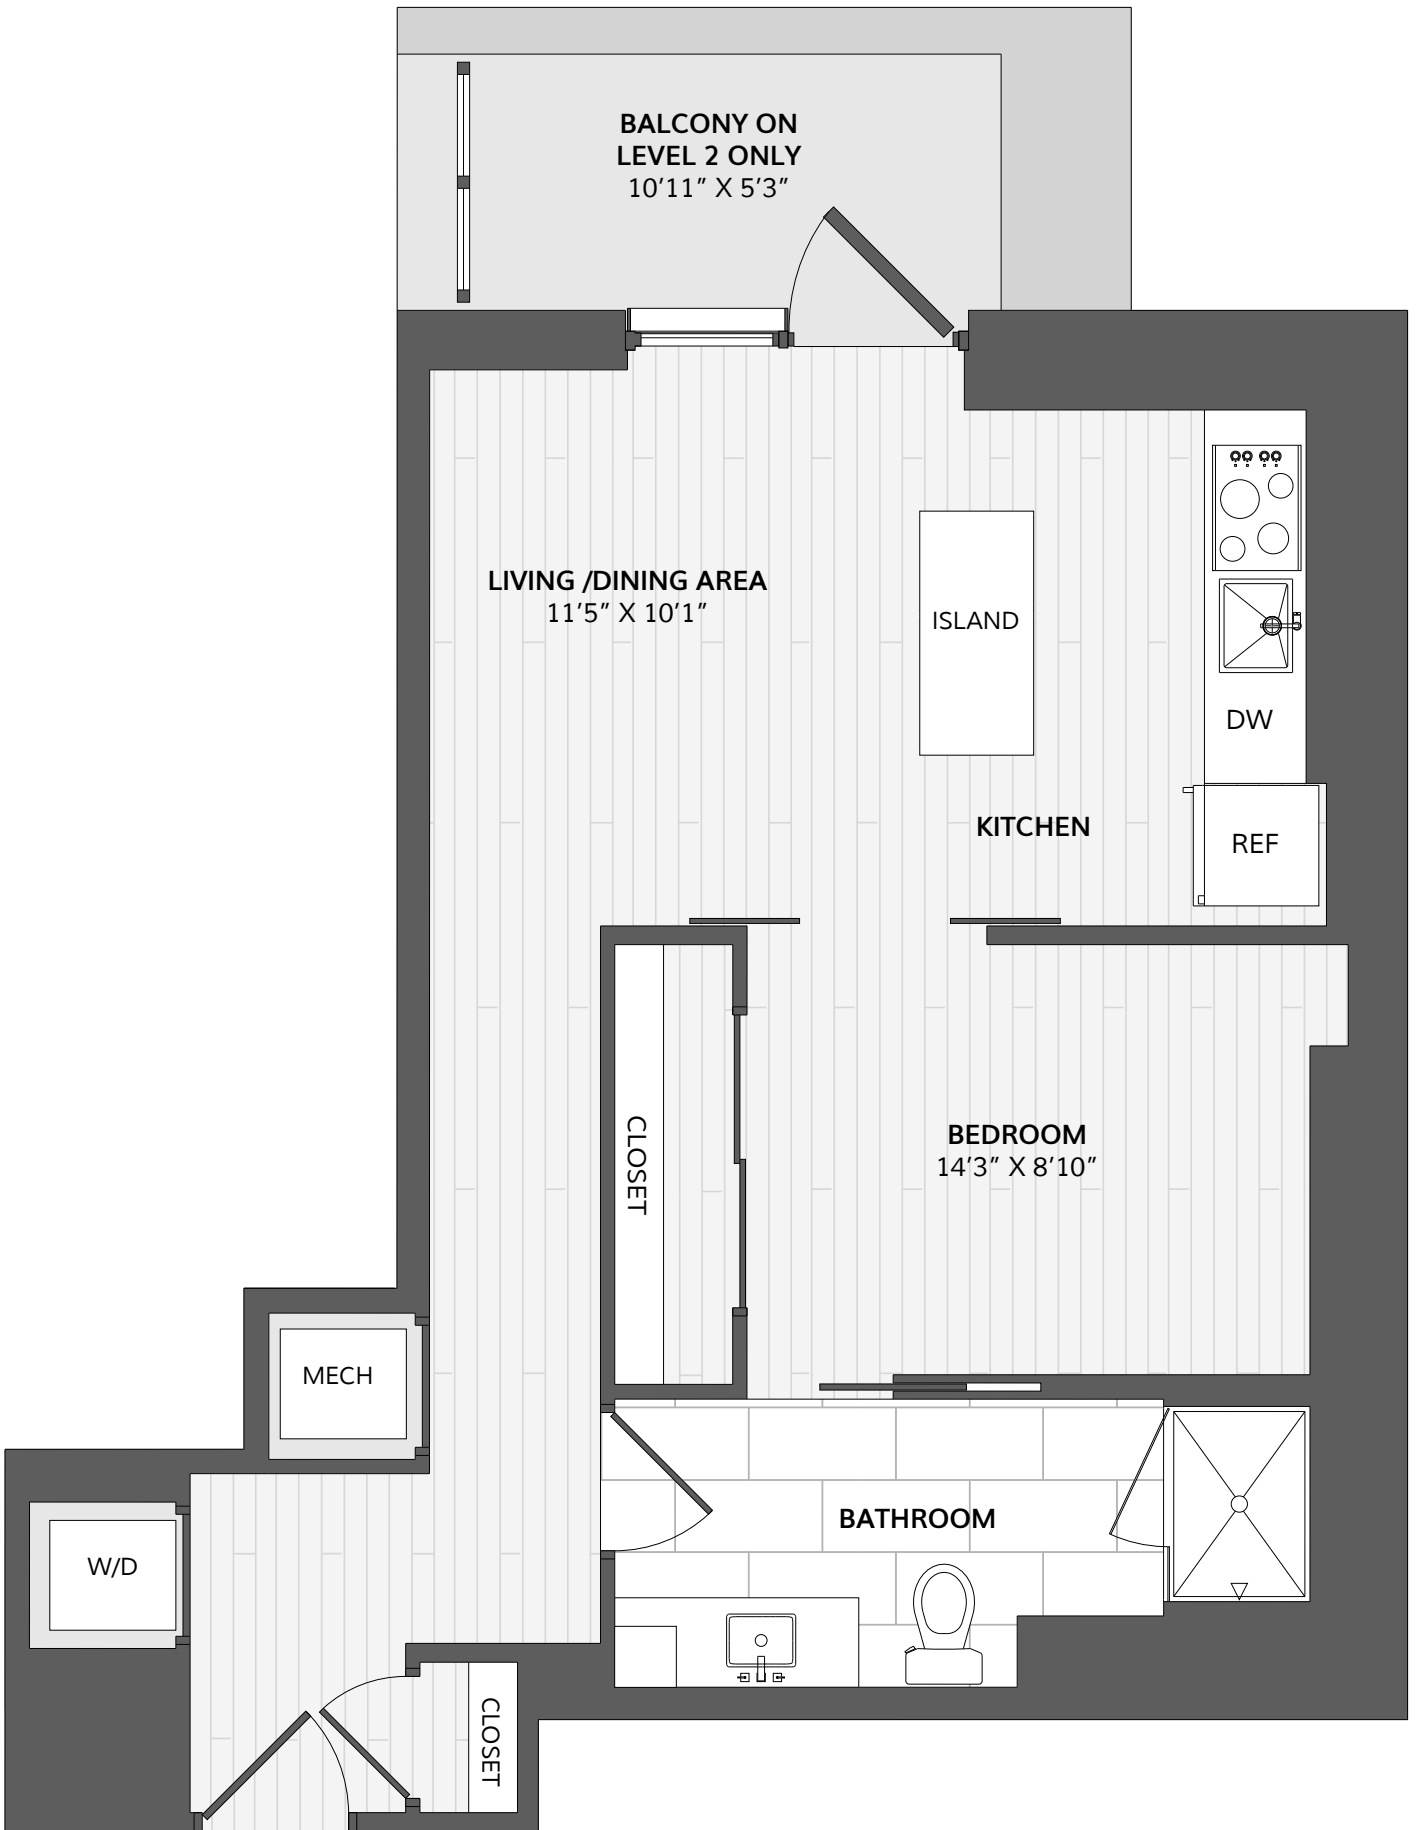 BALCONY ON
LEVEL 2 ONLY
10'11" X 5'3"
LIVING /DINING AREA
11'5" X 10'1"
ISLAND
DW
KITCHEN
REF
CLOSET
BEDROOM
14'3" X 8'10"
MECH
BATHROOM
W/D
CLOSET